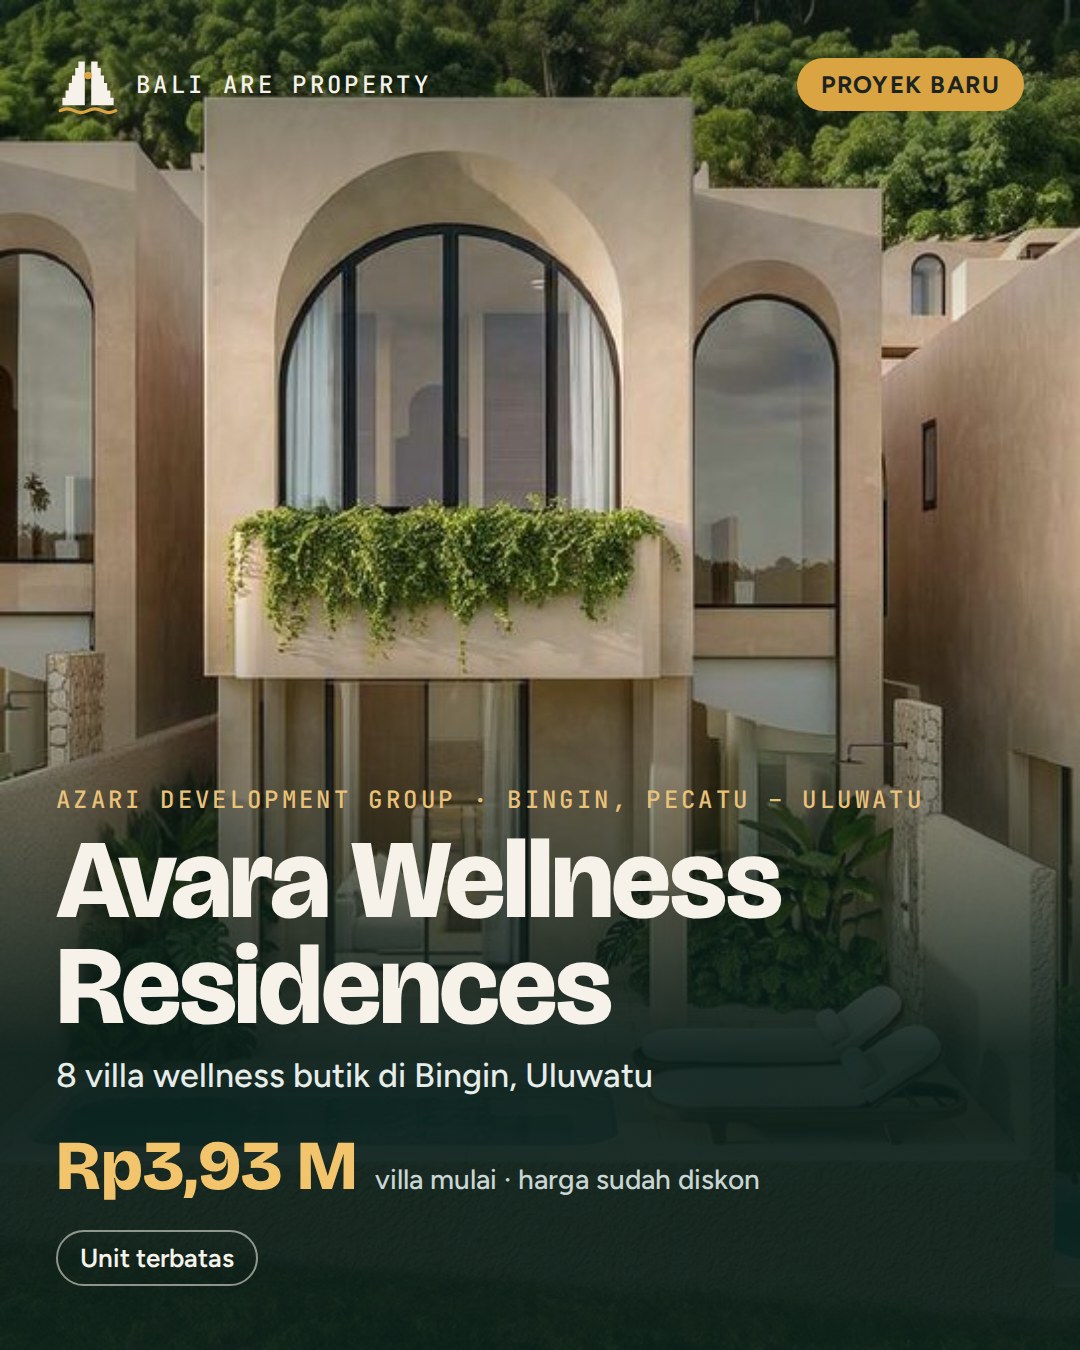 BALI ARE PROPERTY
PROYEK BARU
AZARI DEVELOPMENT GROUP · BINGIN, PECATU – ULUWATU
Avara Wellness
Residences
8 villa wellness butik di Bingin, Uluwatu
Rp3,93 M villa mulai · harga sudah diskon
Unit terbatas